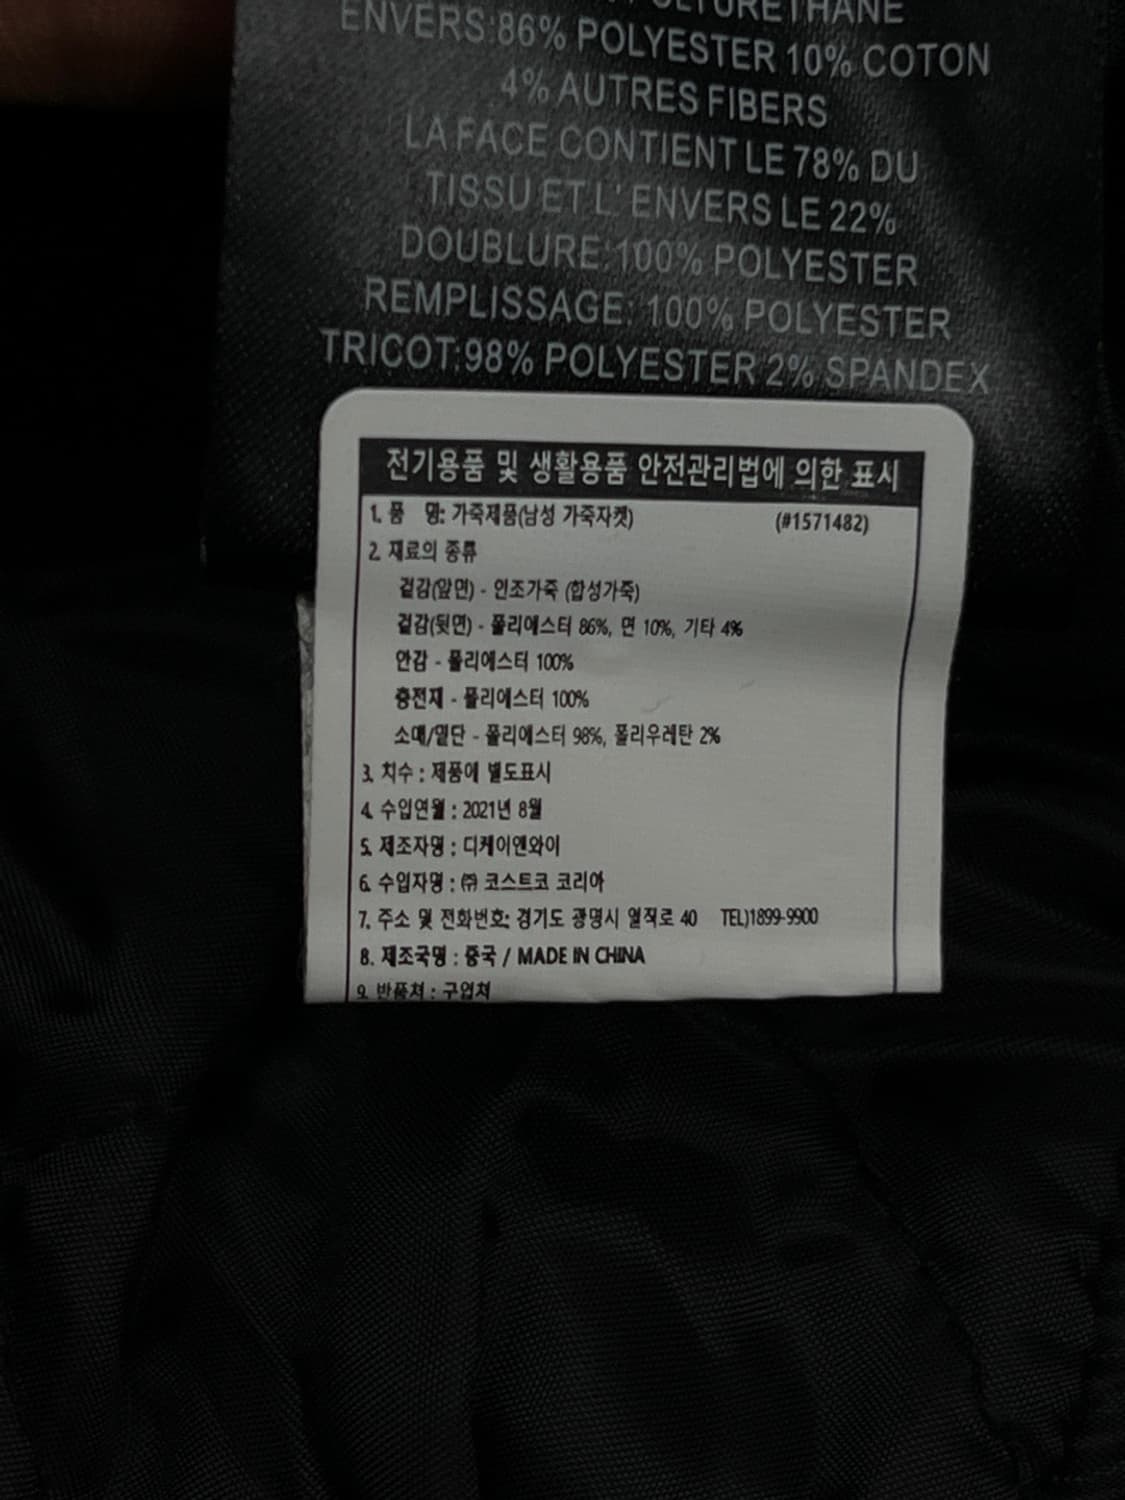 POLYURETHANE
ENVERS:86% POLYESTER 10% COTON
4% AUTRES FIBERS
LA FACE CONTIENT LE 78% DU
TISSU ET L' ENVERS LE 22%
DOUBLURE:100% POLYESTER
REMPLISSAGE: 100% POLYESTER
TRICOT:98% POLYESTER 2% SPANDEX
전기용품 및 생활용품 안전관리법에 의한 표시
1. 품 명: 가죽제품(남성 가죽자켓) (#1571482)
2. 재료의 종류
겉감(앞면) - 인조가죽 (합성가죽)
겉감(뒷면) - 폴리에스터 86%, 면 10%, 기타 4%
안감 - 폴리에스터 100%
충전재 - 폴리에스터 100%
소매/밑단 - 폴리에스터 98%, 폴리우레탄 2%
3. 치수 : 제품에 별도표시
4. 수입연월 : 2021년 8월
5. 제조자명 : 디케이엔와이
6. 수입자명 : ㈜ 코스트코 코리아
7. 주소 및 전화번호: 경기도 광명시 일직로 40 TEL)1899-9900
8. 제조국명 : 중국 / MADE IN CHINA
9. 반품처 : 구입처